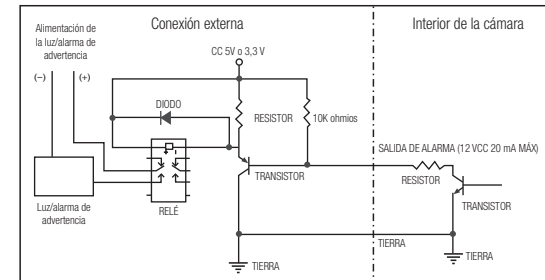 Conexión externa
Interior de la cámara
Alimentación de
la luz/alarma de
advertencia
(–)
(+)
CC 5V o 3,3 V
DIODO
RESISTOR
10K ohmios
SALIDA DE ALARMA (12 VCC 20 mA MÁX)
RESISTOR
TRANSISTOR
TRANSISTOR
RELÉ
Luz/alarma de
advertencia
TIERRA
TIERRA
TIERRA